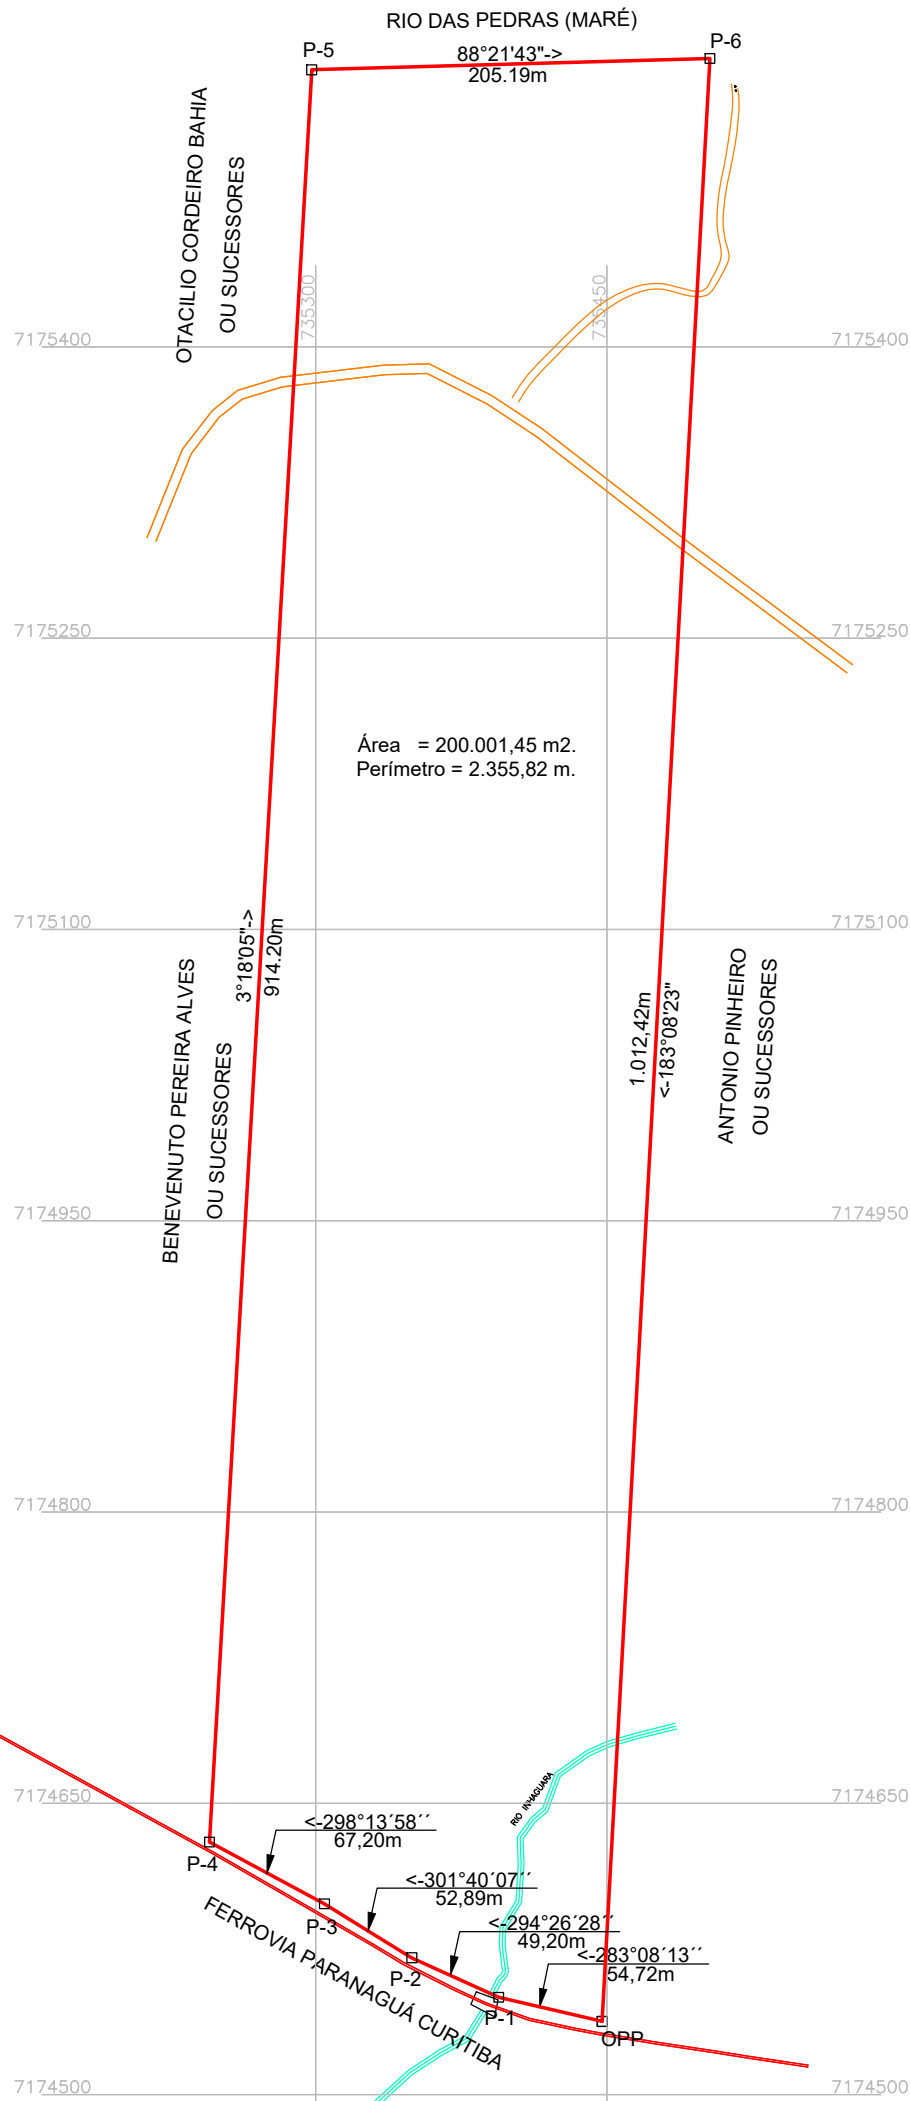 RIO DAS PEDRAS (MARÉ)
P-5
88°21'43"->
205.19m
P-6
OTACILIO CORDEIRO BAHIA
OU SUCESSORES
735300
735450
7175400
7175400
7175250
7175250
Área = 200.001,45 m2.
Perímetro = 2.355,82 m.
7175100
7175100
3°18'05"->
914.20m
1.012,42m
<-183°08'23"
BENEVENUTO PEREIRA ALVES
OU SUCESSORES
ANTONIO PINHEIRO
OU SUCESSORES
7174950
7174950
7174800
7174800
RIO INHAGUARA
7174650
7174650
<-298°13´58´´
67,20m
P-4
<-301°40´07´´
52,89m
P-3
<-294°26´28´´
49,20m
P-2
<-283°08´13´´
54,72m
P-1
OPP
FERROVIA PARANAGUÁ CURITIBA
7174500
7174500